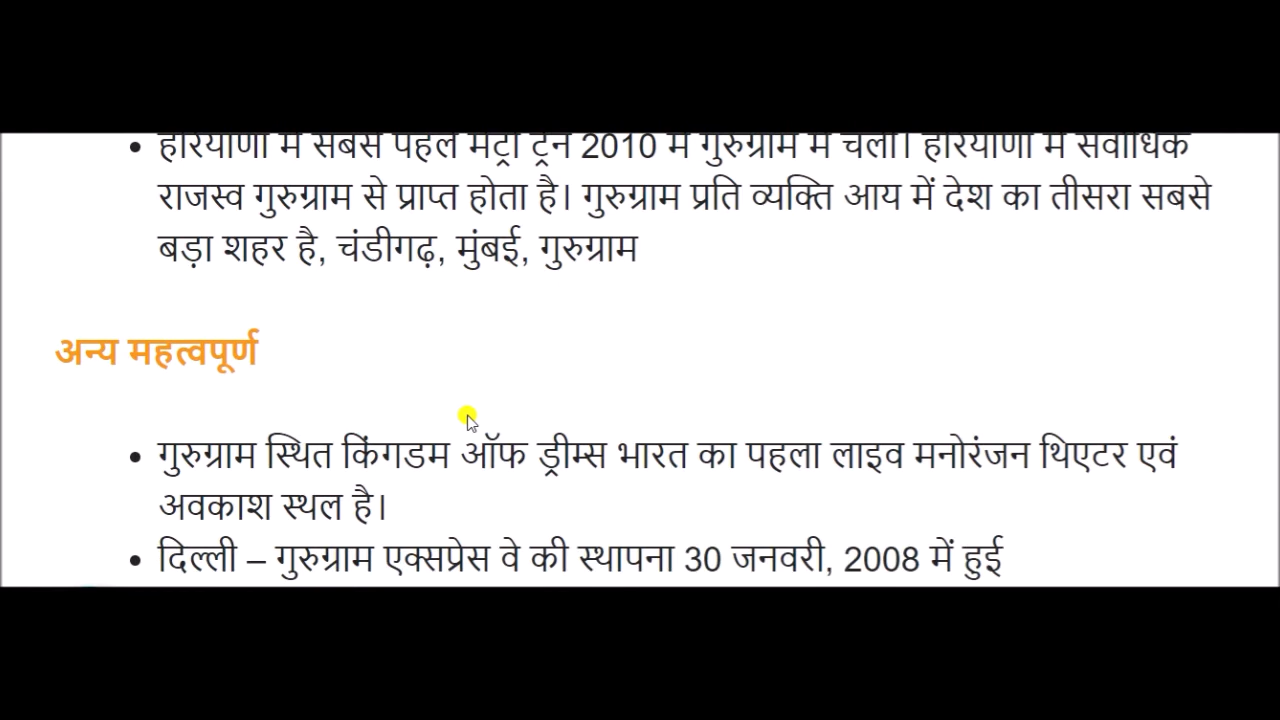 हरियाणा में सबसे पहले मेट्रो ट्रेन 2010 में गुरुग्राम में चली। हरियाणा में सर्वाधिक
राजस्व गुरुग्राम से प्राप्त होता है। गुरुग्राम प्रति व्यक्ति आय में देश का तीसरा सबसे
बड़ा शहर है, चंडीगढ़, मुंबई, गुरुग्राम
अन्य महत्वपूर्ण
• गुरुग्राम स्थित किंगडम ऑफ ड्रीम्स भारत का पहला लाइव मनोरंजन थिएटर एवं
अवकाश स्थल है।
• दिल्ली – गुरुग्राम एक्सप्रेस वे की स्थापना 30 जनवरी, 2008 में हुई